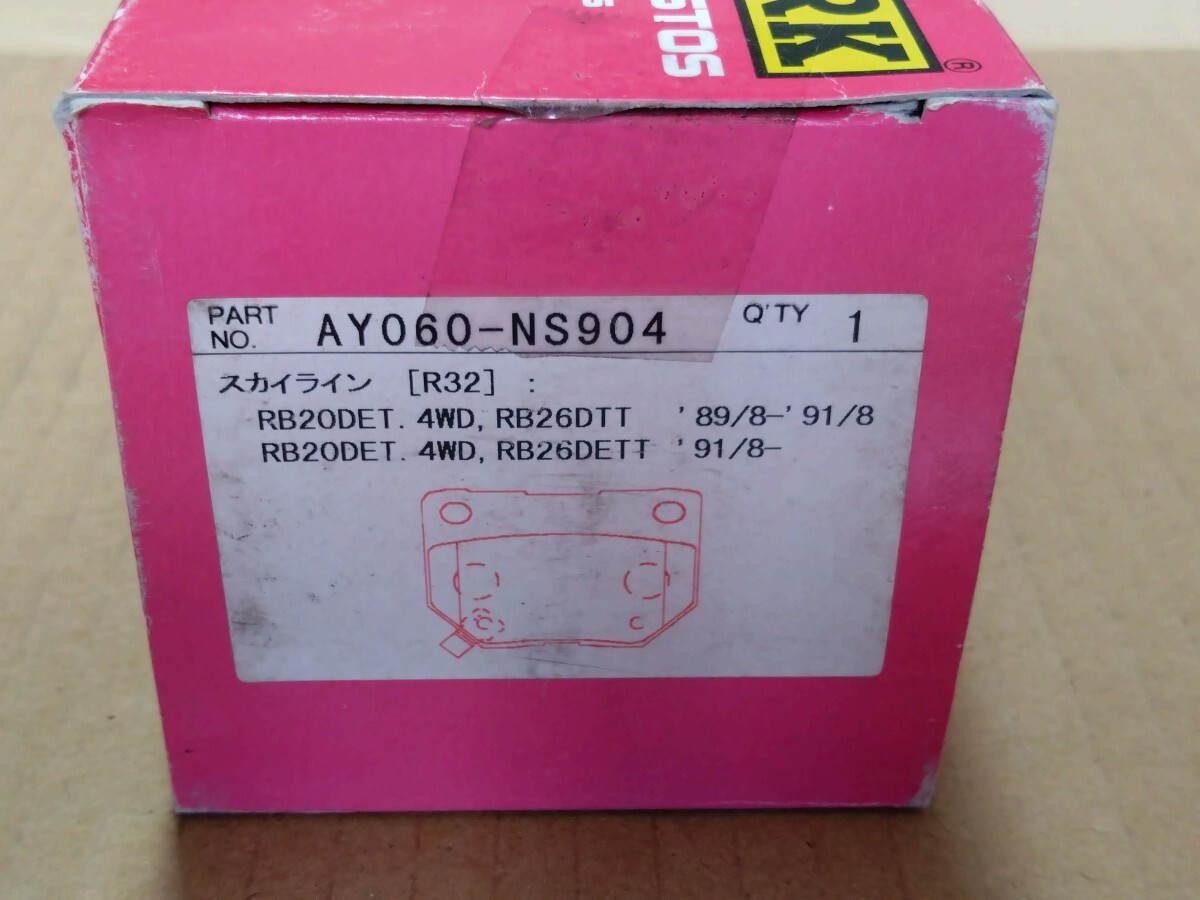 RK
®
STOS
PART NO. AY060-NS904 Q'TY 1
スカイライン [R32] :
RB20DET. 4WD, RB26DTT '89/8-'91/8
RB20DET. 4WD, RB26DETT '91/8-